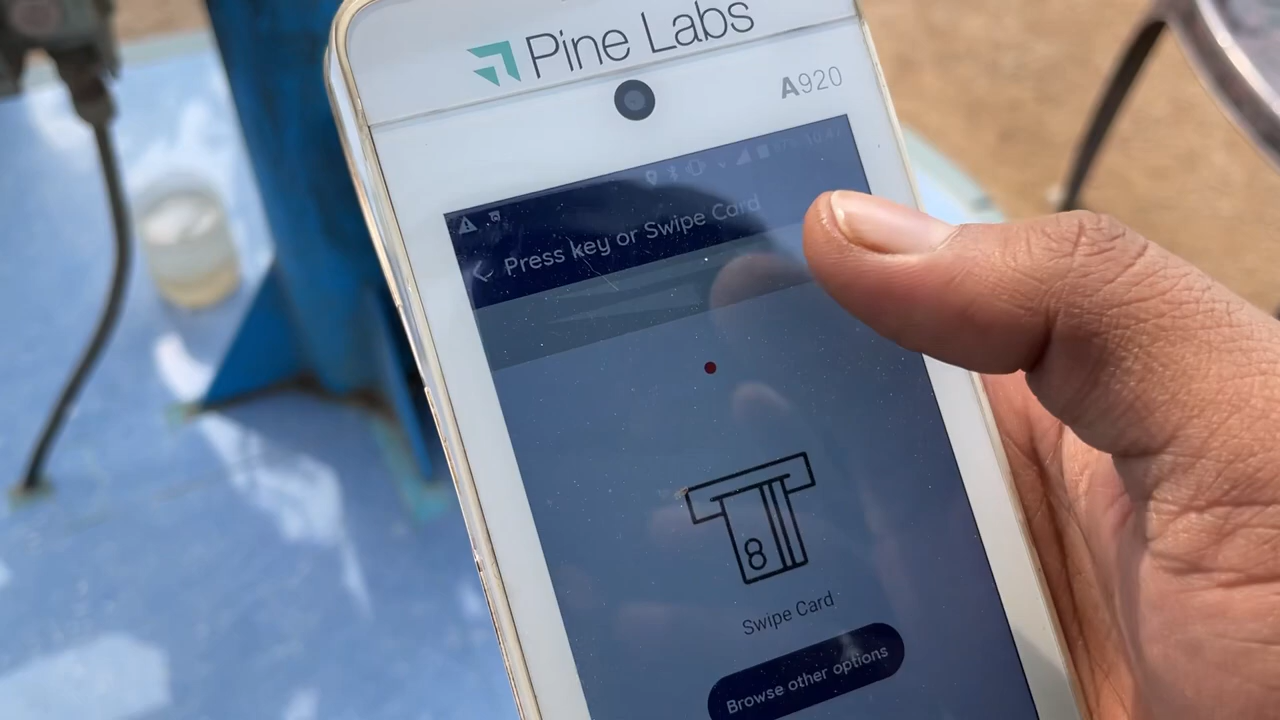 Pine Labs
A920
Press key or Swipe Card
8
Swipe Card
Browse other options